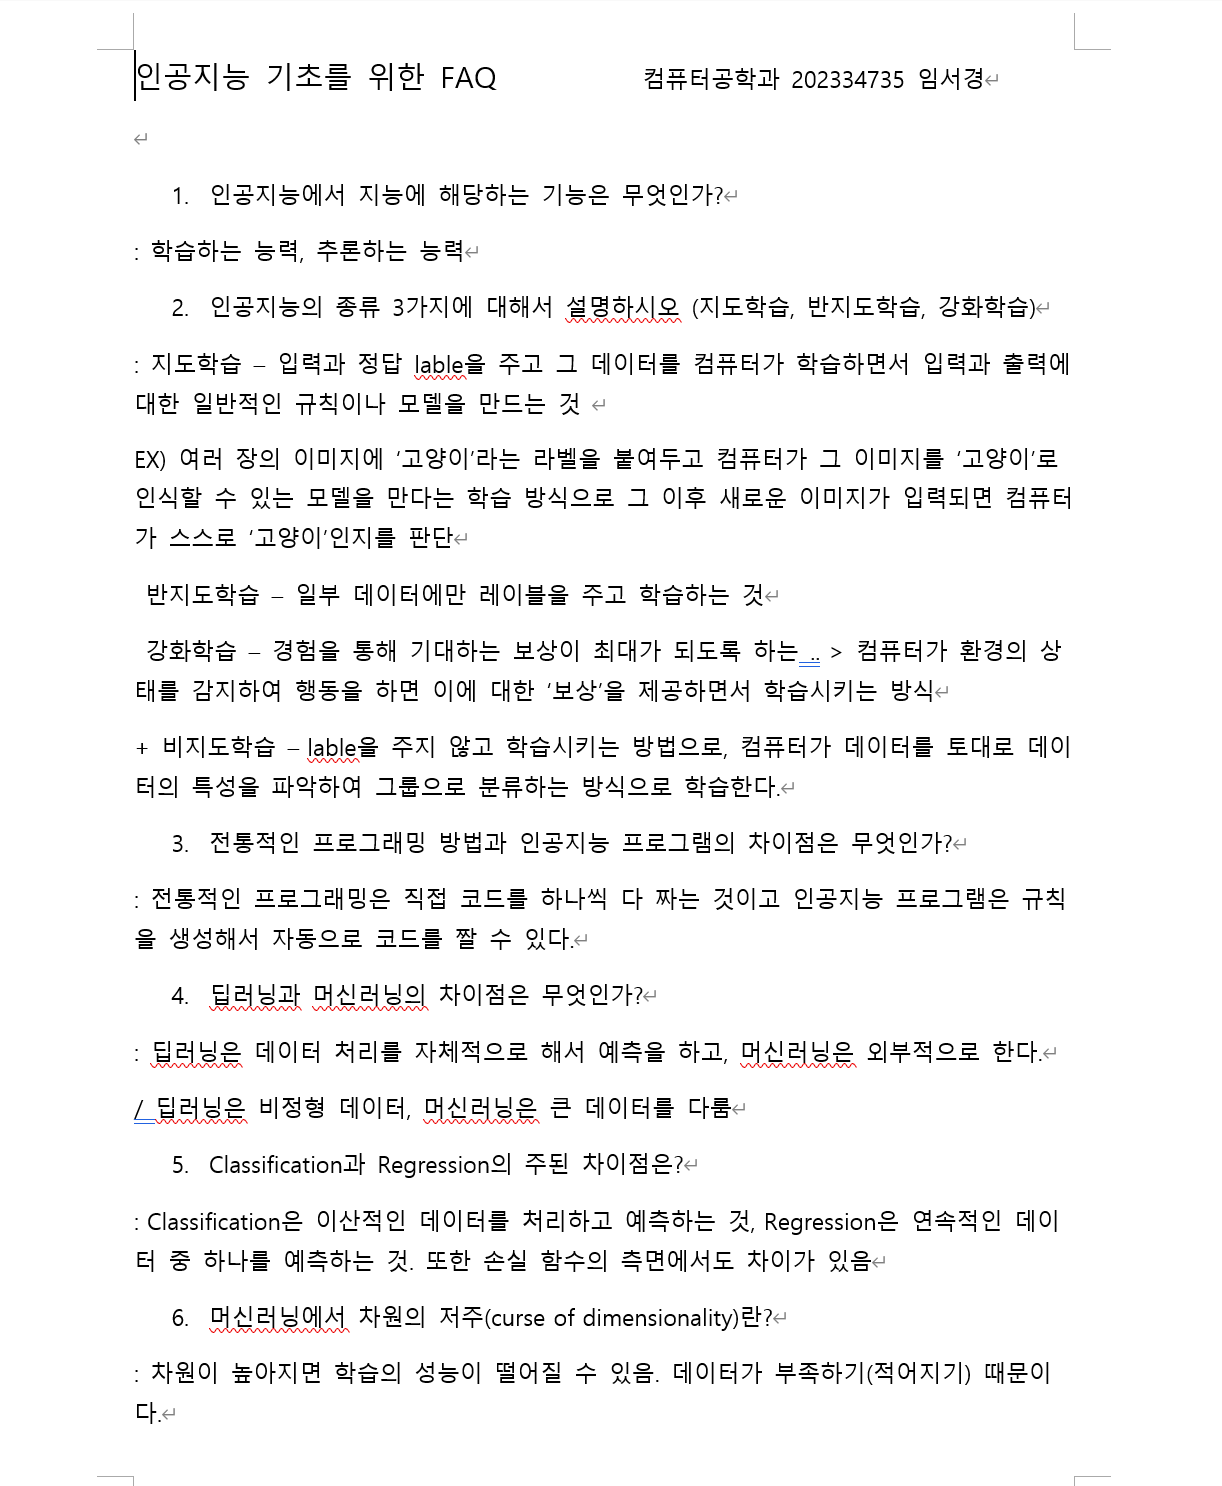 인공지능 기초를 위한 FAQ 컴퓨터공학과 202334735 임서경
1. 인공지능에서 지능에 해당하는 기능은 무엇인가?
: 학습하는 능력, 추론하는 능력
2. 인공지능의 종류 3가지에 대해서 설명하시오 (지도학습, 반지도학습, 강화학습)
: 지도학습 – 입력과 정답 lable을 주고 그 데이터를 컴퓨터가 학습하면서 입력과 출력에
대한 일반적인 규칙이나 모델을 만드는 것
EX) 여러 장의 이미지에 ‘고양이’라는 라벨을 붙여두고 컴퓨터가 그 이미지를 ‘고양이’로
인식할 수 있는 모델을 만다는 학습 방식으로 그 이후 새로운 이미지가 입력되면 컴퓨터
가 스스로 ‘고양이’인지를 판단
반지도학습 – 일부 데이터에만 레이블을 주고 학습하는 것
강화학습 – 경험을 통해 기대하는 보상이 최대가 되도록 하는 .. > 컴퓨터가 환경의 상
태를 감지하여 행동을 하면 이에 대한 ‘보상’을 제공하면서 학습시키는 방식
+ 비지도학습 – lable을 주지 않고 학습시키는 방법으로, 컴퓨터가 데이터를 토대로 데이
터의 특성을 파악하여 그룹으로 분류하는 방식으로 학습한다.
3. 전통적인 프로그래밍 방법과 인공지능 프로그램의 차이점은 무엇인가?
: 전통적인 프로그래밍은 직접 코드를 하나씩 다 짜는 것이고 인공지능 프로그램은 규칙
을 생성해서 자동으로 코드를 짤 수 있다.
4. 딥러닝과 머신러닝의 차이점은 무엇인가?
: 딥러닝은 데이터 처리를 자체적으로 해서 예측을 하고, 머신러닝은 외부적으로 한다.
/ 딥러닝은 비정형 데이터, 머신러닝은 큰 데이터를 다룸
5. Classification과 Regression의 주된 차이점은?
: Classification은 이산적인 데이터를 처리하고 예측하는 것, Regression은 연속적인 데이
터 중 하나를 예측하는 것. 또한 손실 함수의 측면에서도 차이가 있음
6. 머신러닝에서 차원의 저주(curse of dimensionality)란?
: 차원이 높아지면 학습의 성능이 떨어질 수 있음. 데이터가 부족하기(적어지기) 때문이
다.